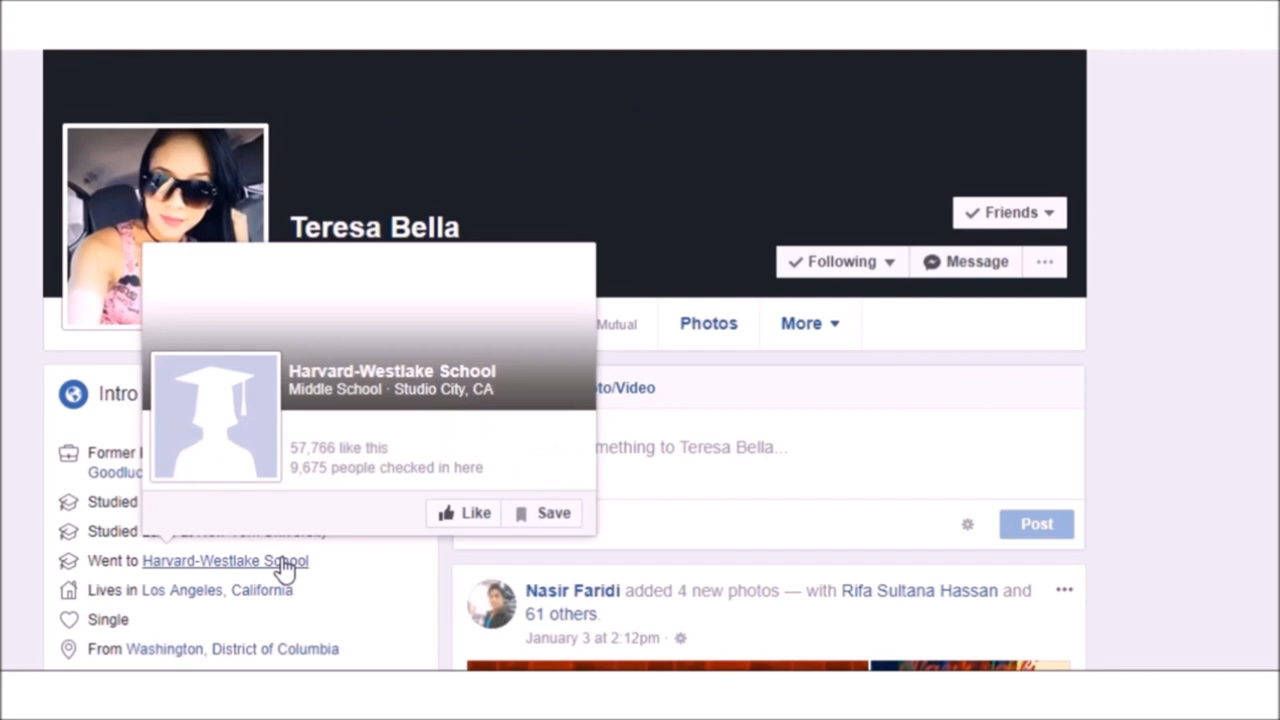 Teresa Bella
Friends
Following
Message
Mutual
Photos
More
Harvard-Westlake School
Middle School · Studio City, CA
57,766 like this
9,675 people checked in here
Like
Save
Intro
Former
Studied
Studied
Went to Harvard-Westlake School
Lives in Los Angeles, California
Single
From Washington, District of Columbia
/Video
to Teresa Bella...
Post
Nasir Faridi added 4 new photos — with Rifa Sultana Hassan and
61 others.
January 3 at 2:12pm ·